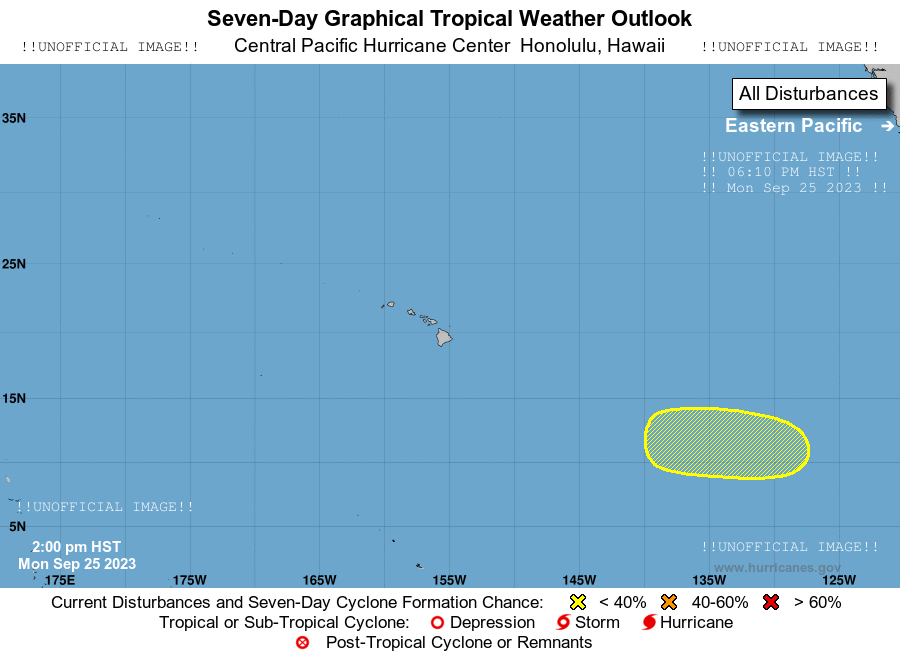 Seven-Day Graphical Tropical Weather Outlook
!!UNOFFICIAL IMAGE!! Central Pacific Hurricane Center Honolulu, Hawaii !!UNOFFICIAL IMAGE!!
All Disturbances
35N
Eastern Pacific →
!!UNOFFICIAL IMAGE!!
!! 06:10 PM HST !!
!! Mon Sep 25 2023 !!
25N
15N
!!UNOFFICIAL IMAGE!!
5N
2:00 pm HST
Mon Sep 25 2023
!!UNOFFICIAL IMAGE!!
www.hurricanes.gov
175E 175W 165W 155W 145W 135W 125W
Current Disturbances and Seven-Day Cyclone Formation Chance: < 40% 40-60% > 60%
Tropical or Sub-Tropical Cyclone: Depression Storm Hurricane
Post-Tropical Cyclone or Remnants